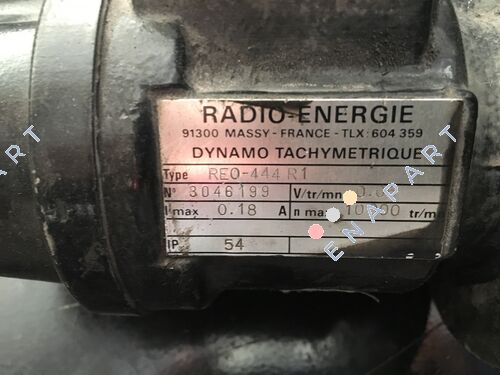 RADIO-ENERGIE
91300 MASSY - FRANCE - TLX: 604 359
DYNAMO TACHYMETRIQUE
Type REO-444 R1
N° 3046199 V/tr/mn
I max 0.18 A n max tr/m
IP 54
ENAPART
ENAPART